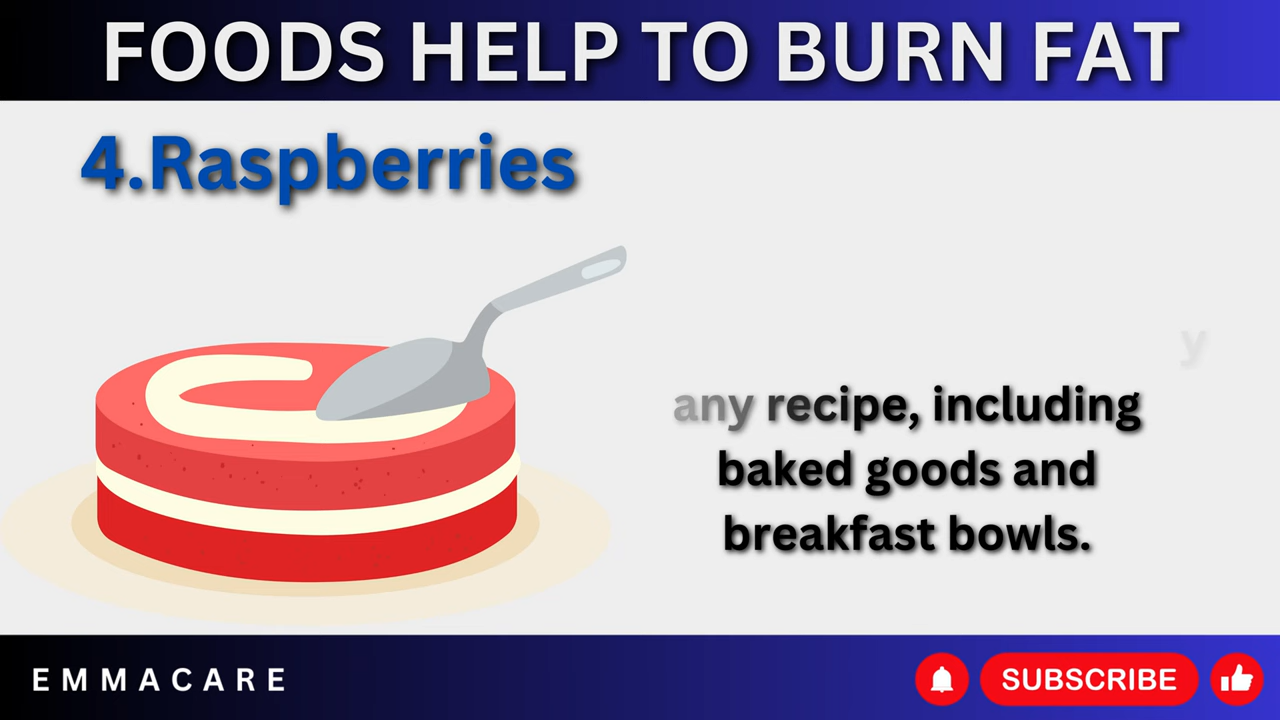 FOODS HELP TO BURN FAT
4.Raspberries
y
any recipe, including
baked goods and
breakfast bowls.
EMMACARE
SUBSCRIBE